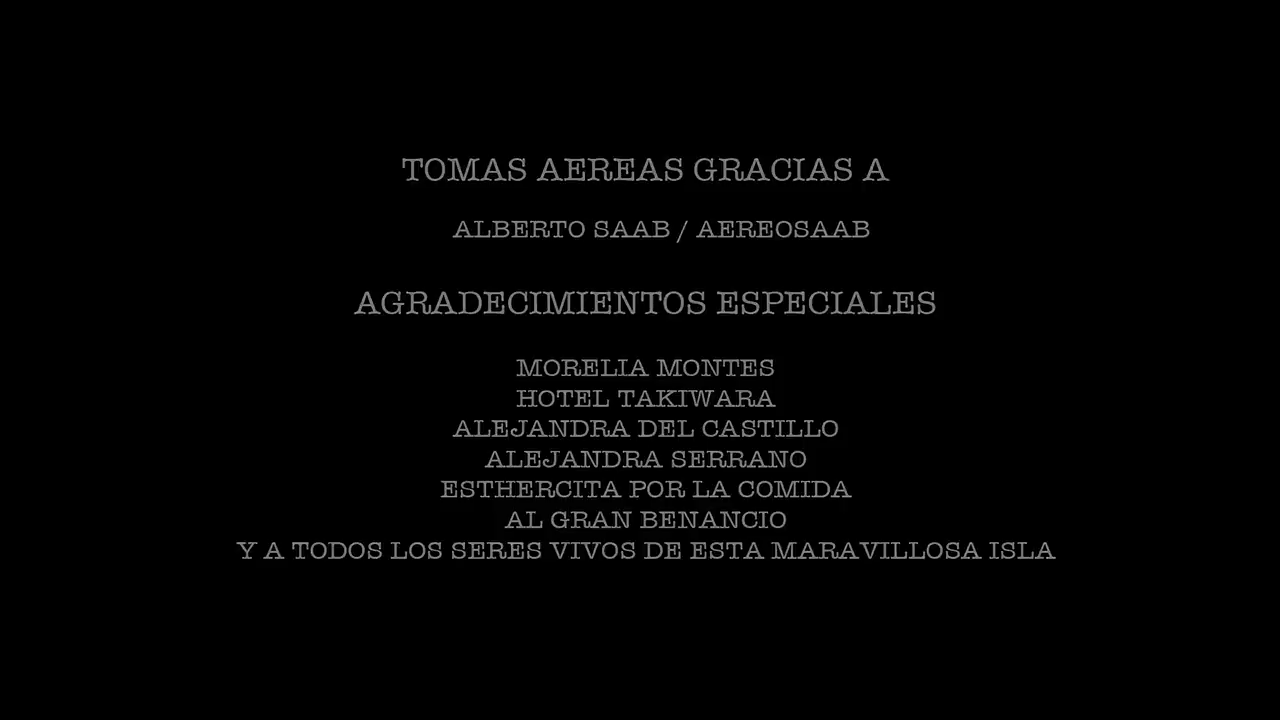 TOMAS AEREAS GRACIAS A
ALBERTO SAAB / AEREOSAAB
AGRADECIMIENTOS ESPECIALES
MORELIA MONTES
HOTEL TAKIWARA
ALEJANDRA DEL CASTILLO
ALEJANDRA SERRANO
ESTHERCITA POR LA COMIDA
AL GRAN BENANCIO
Y A TODOS LOS SERES VIVOS DE ESTA MARAVILLOSA ISLA